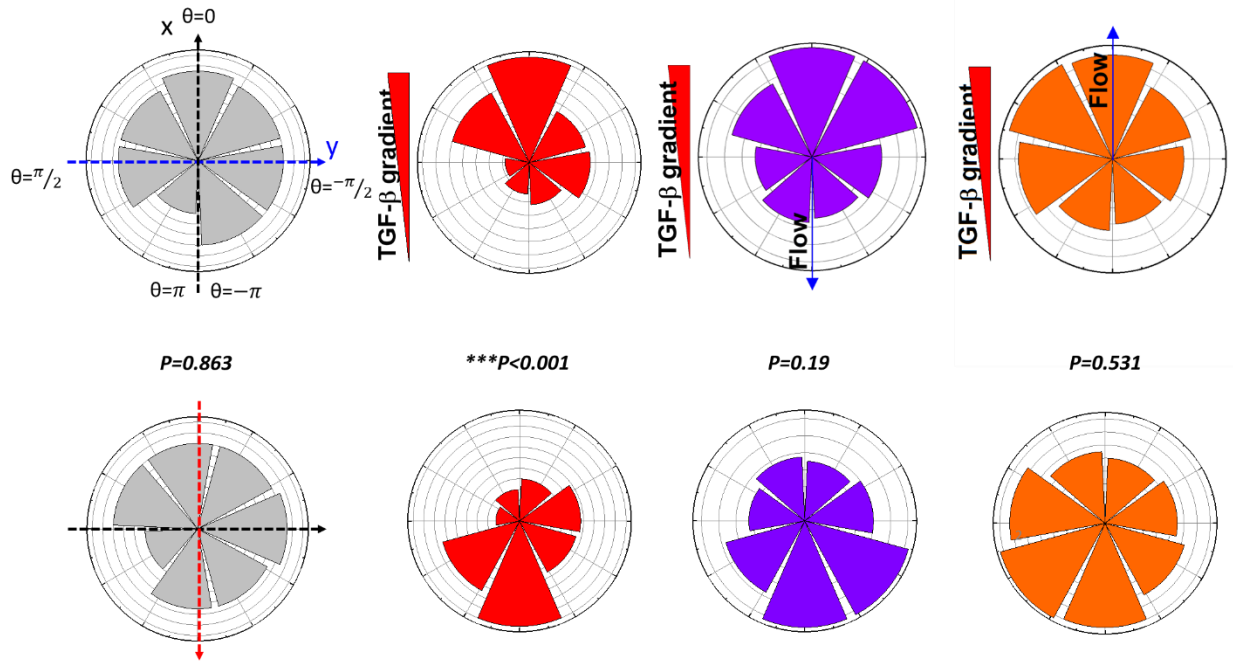 x θ=0
y
θ=π/2
θ=-π/2
θ=π θ=−π
TGF-β gradient
TGF-β gradient
Flow
TGF-β gradient
Flow
P=0.863 ***P<0.001 P=0.19 P=0.531